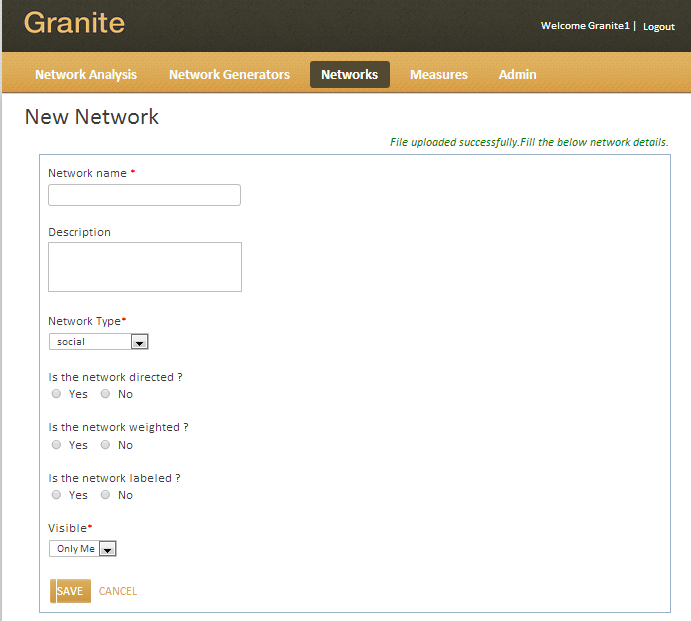 Granite
Welcome Granite1 | Logout
Network Analysis Network Generators Networks Measures Admin
New Network
File uploaded successfully.Fill the below network details.
Network name *
Description
Network Type*
social
Is the network directed ?
Yes No
Is the network weighted ?
Yes No
Is the network labeled ?
Yes No
Visible*
Only Me
SAVE CANCEL